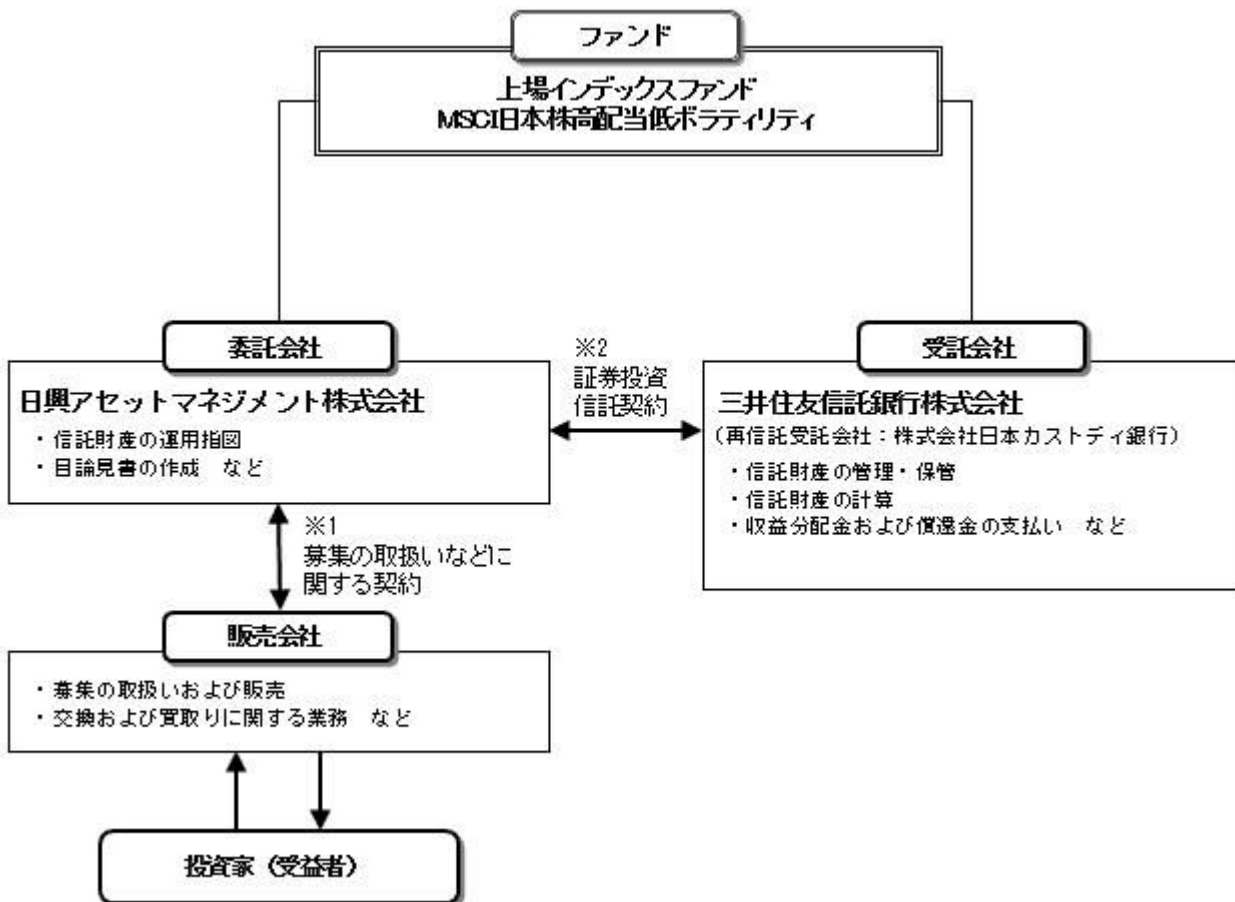 ファンド
上場インデックスファンド
MSCI日本株高配当低ボラティリティ
委託会社
日興アセットマネジメント株式会社
・信託財産の運用指図
・目論見書の作成　など
※2
証券投資
信託契約
受託会社
三井住友信託銀行株式会社
（再信託受託会社：株式会社日本カストディ銀行）
・信託財産の管理・保管
・信託財産の計算
・収益分配金および償還金の支払い　など
※1
募集の取扱いなどに
関する契約
販売会社
・募集の取扱いおよび販売
・交換および買取りに関する業務　など
投資家（受益者）